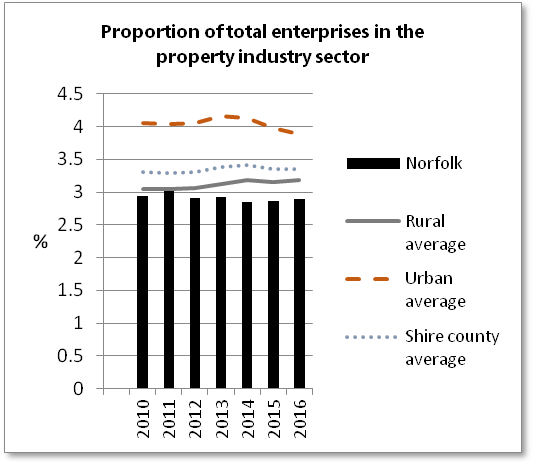 Proportion of total enterprises in the
property industry sector
4.5
4
3.5
3
2.5
2
1.5
1
0.5
0
%
2010
2011
2012
2013
2014
2015
2016
Norfolk
Rural
average
Urban
average
Shire county
average